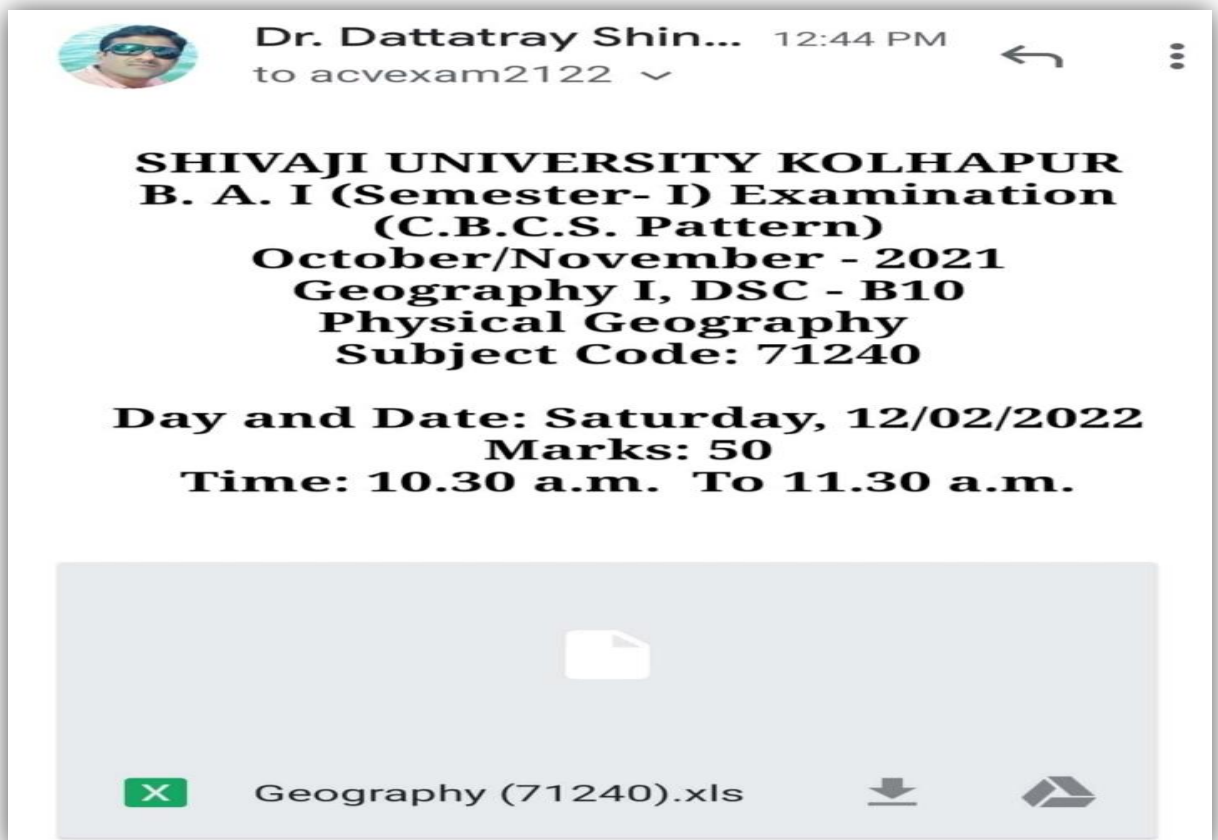 Dr. Dattatray Shin... 12:44 PM
to acvexam2122
SHIVAJI UNIVERSITY KOLHAPUR
B. A. I (Semester- I) Examination
(C.B.C.S. Pattern)
October/November - 2021
Geography I, DSC - B10
Physical Geography
Subject Code: 71240
Day and Date: Saturday, 12/02/2022
Marks: 50
Time: 10.30 a.m. To 11.30 a.m.
X Geography (71240).xls